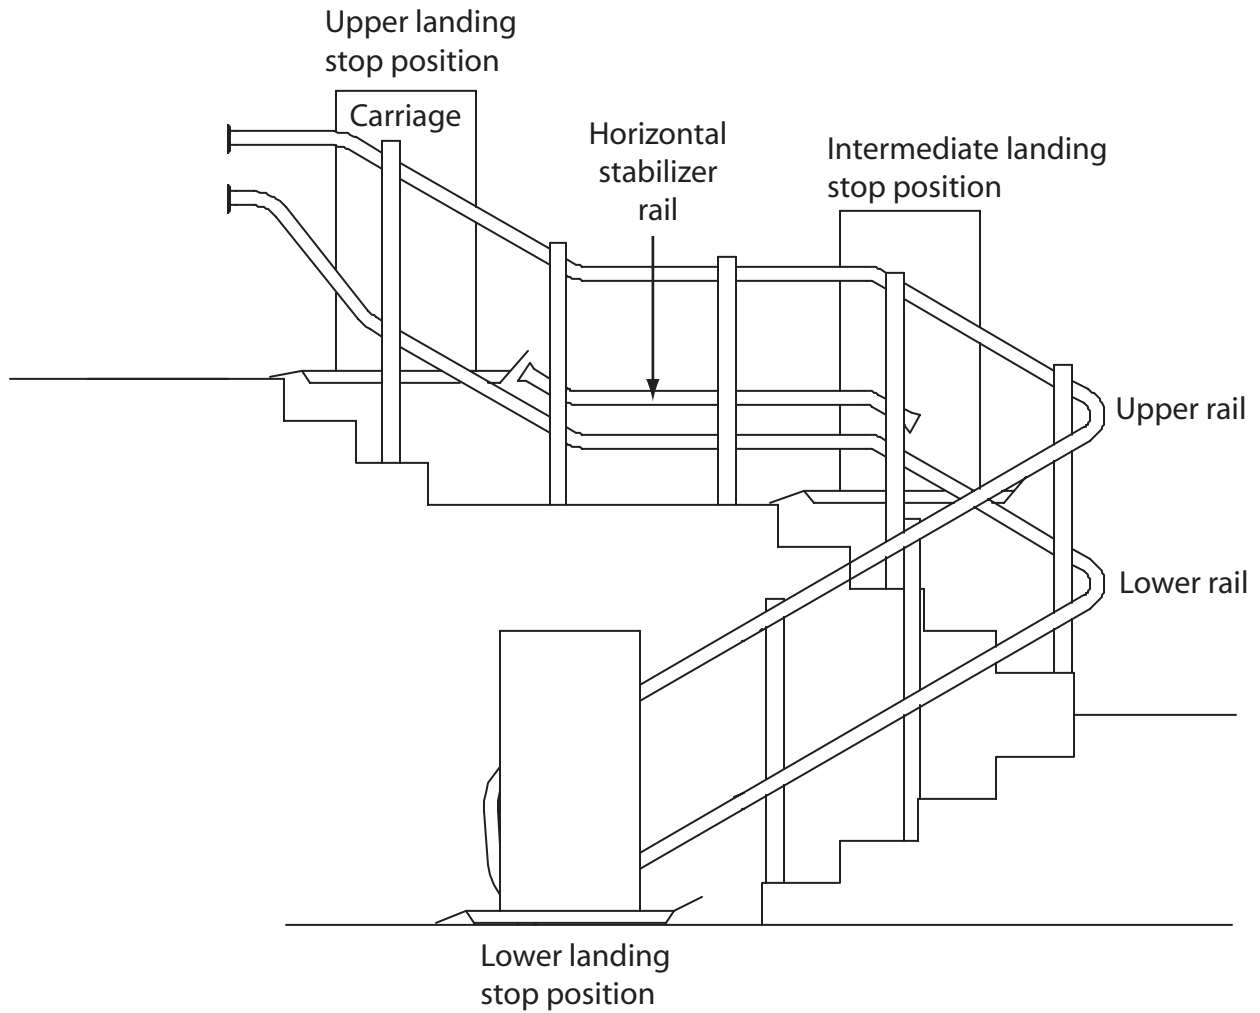 Upper landing
stop position
Carriage
Horizontal
stabilizer
rail
Intermediate landing
stop position
Upper rail
Lower rail
Lower landing
stop position